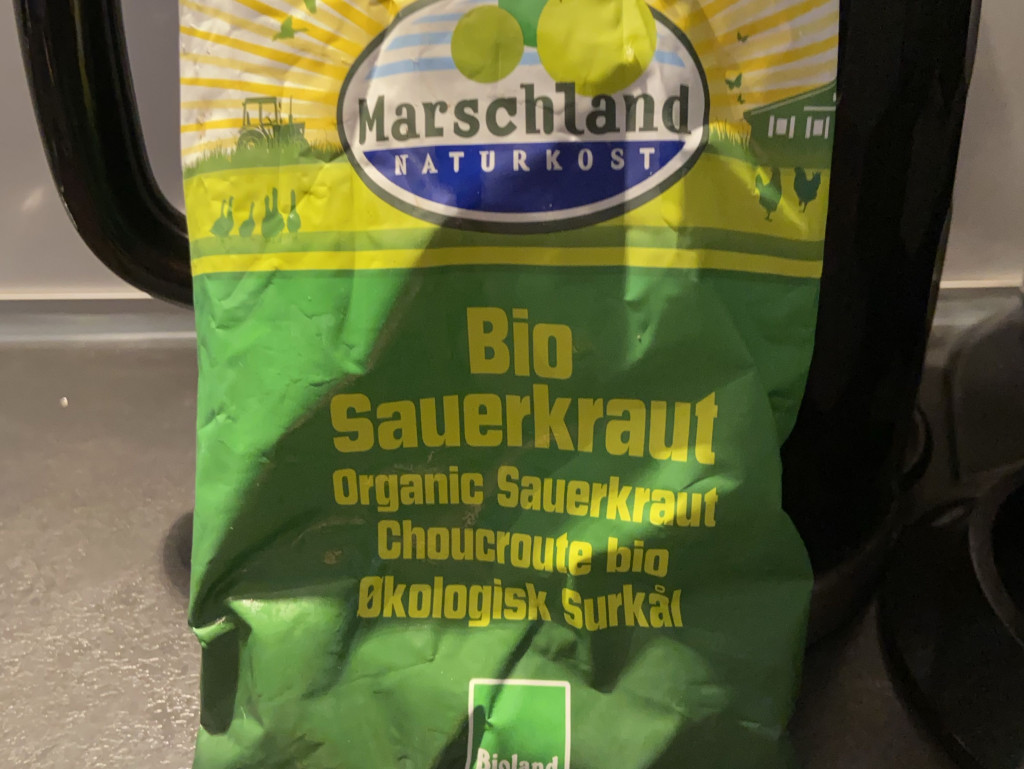 Marschland
NATURKOST
Bio
Sauerkraut
Organic Sauerkraut
Choucroute bio
Økologisk Surkål
Bioland